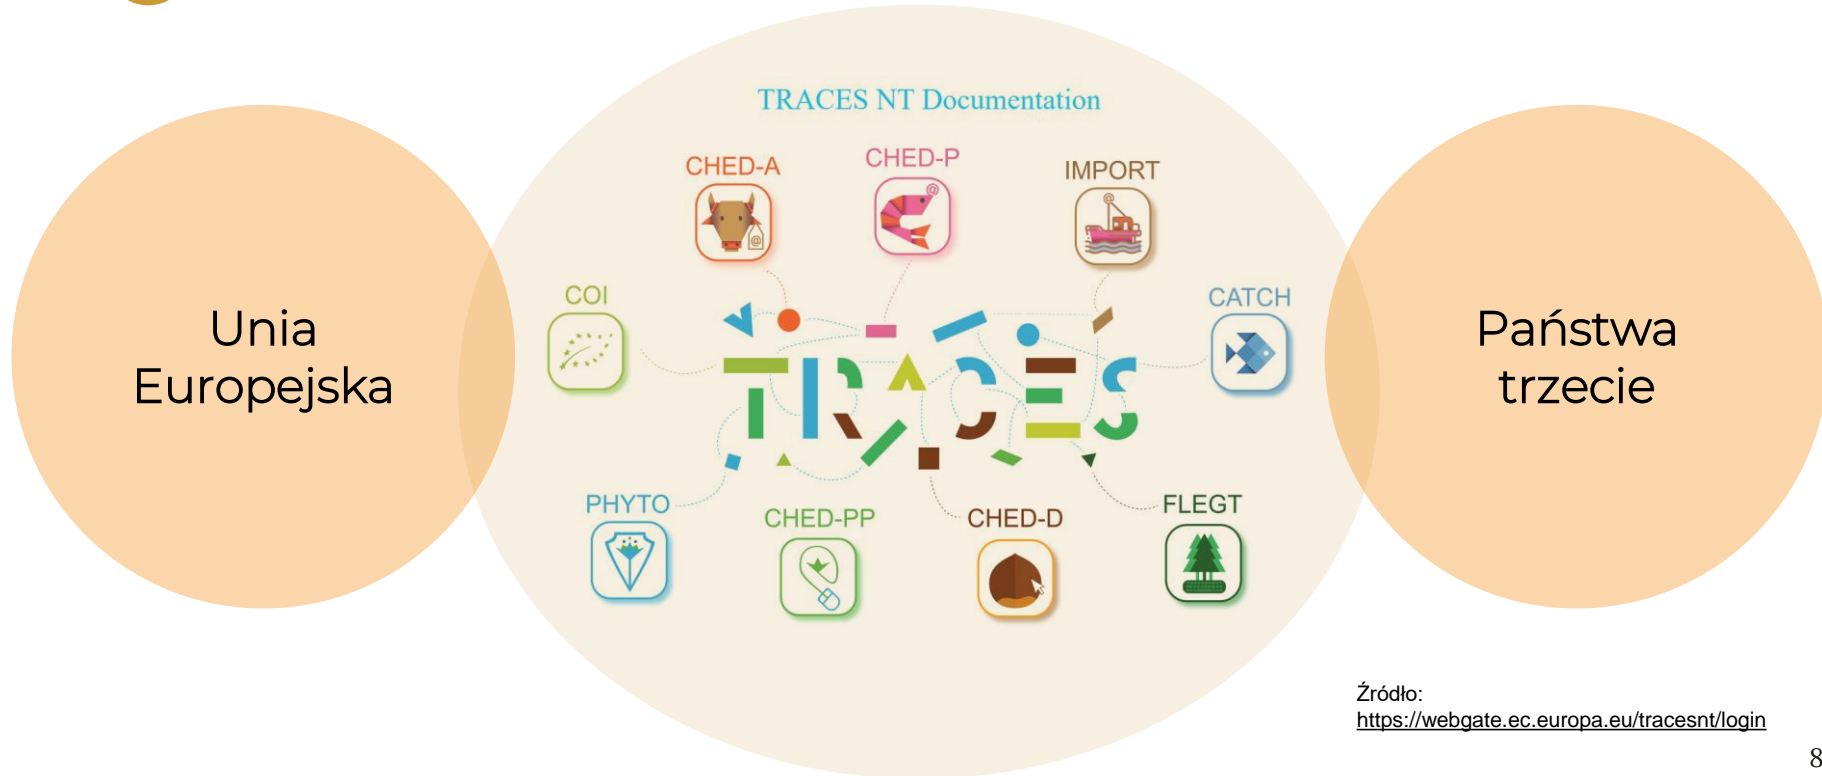 TRACES NT Documentation
CHED-A
CHED-P
IMPORT
COI
CATCH
Unia
Europejska
TRACES
Państwa
trzecie
PHYTO
CHED-PP
CHED-D
FLEGT
Źródło:
https://webgate.ec.europa.eu/tracesnt/login
8